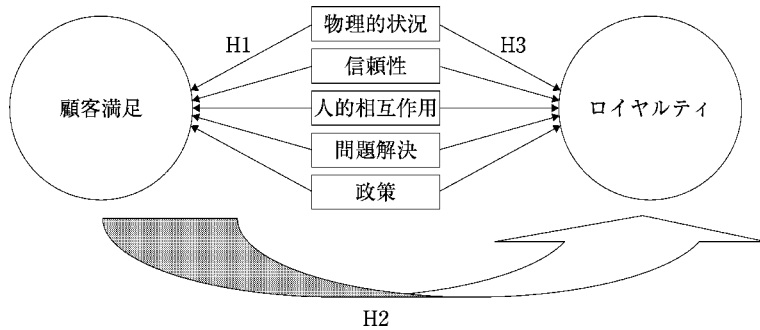 物理的状況
H1
H3
信頼性
顧客満足
人的相互作用
ロイヤルティ
問題解決
政策
H2